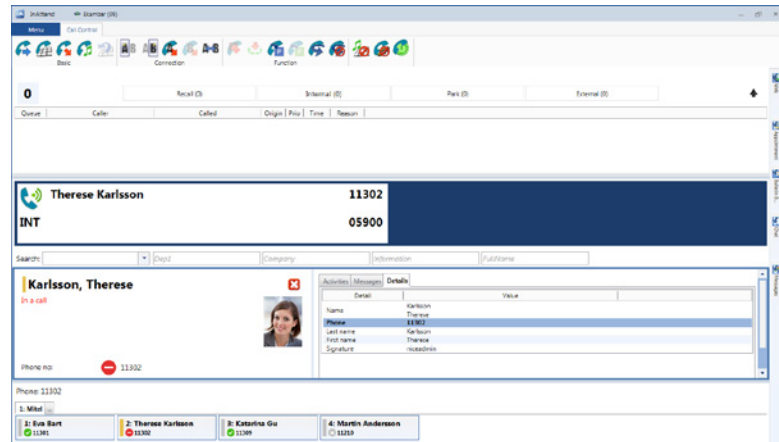 InAttend
Menu
Call Control
Basic
Connection
Function
0
Recall (0)
Internal (0)
Park (0)
External (0)
Queue
Caller
Called
Origin
Prio
Time
Reason
Therese Karlsson
11302
INT
05900
Search:
Dept
Company
Information
FullName
Karlsson, Therese
In a call
Phone no:
11302
Activities
Messages
Details
Detail
Value
Name
Karlsson
Therese
Phone
11302
Last name
Karlsson
First name
Therese
Signature
niceadmin
Phone: 11302
1: Mitel
...
1: Eva Bart
11301
2: Therese Karlsson
11302
3: Katarina Gu
11309
4: Martin Andersson
11210